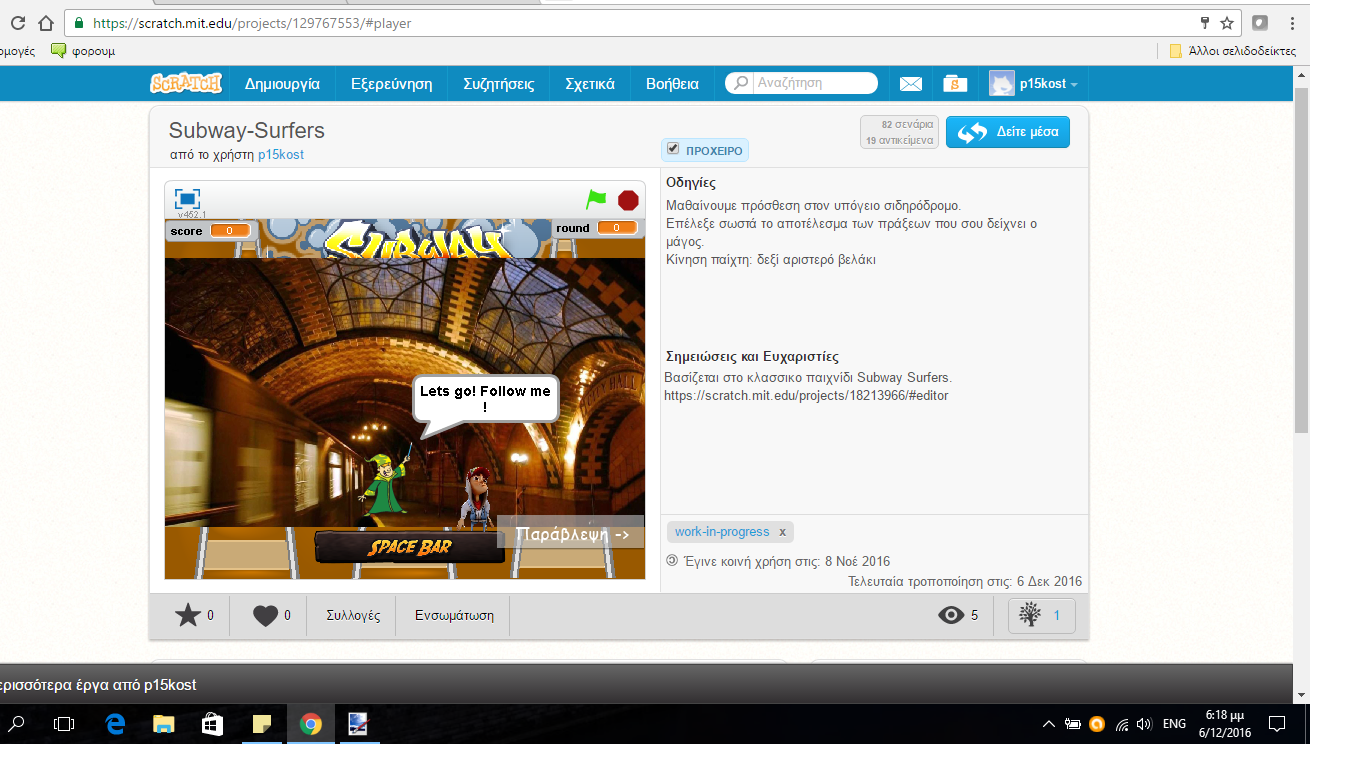 https://scratch.mit.edu/projects/129767553/#player
φορουμ
Άλλοι σελιδοδείκτες
SCRATCH
Δημιουργία
Εξερεύνηση
Συζητήσεις
Σχετικά
Βοήθεια
Αναζήτηση
p15kost
Subway-Surfers
από το χρήστη p15kost
ΠΡΟΧΕΙΡΟ
82 σενάρια
19 αντικείμενα
Δείτε μέσα
v452.1
score 0
SUBWAY
round 0
Lets go! Follow me
!
Παράβλεψη ->
SPACE BAR
Οδηγίες
Μαθαίνουμε πρόσθεση στον υπόγειο σιδηρόδρομο.
Επέλεξε σωστά το αποτέλεσμα των πράξεων που σου δείχνει ο
μάγος.
Κίνηση παίχτη: δεξί αριστερό βελάκι
Σημειώσεις και Ευχαριστίες
Βασίζεται στο κλασσικο παιχνίδι Subway Surfers.
https://scratch.mit.edu/projects/18213966/#editor
work-in-progress x
Έγινε κοινή χρήση στις: 8 Νοέ 2016
Τελευταία τροποποίηση στις: 6 Δεκ 2016
0
0
Συλλογές
Ενσωμάτωση
5
1
ερισσότερα έργα από p15kost
ENG
6:18 μμ
6/12/2016